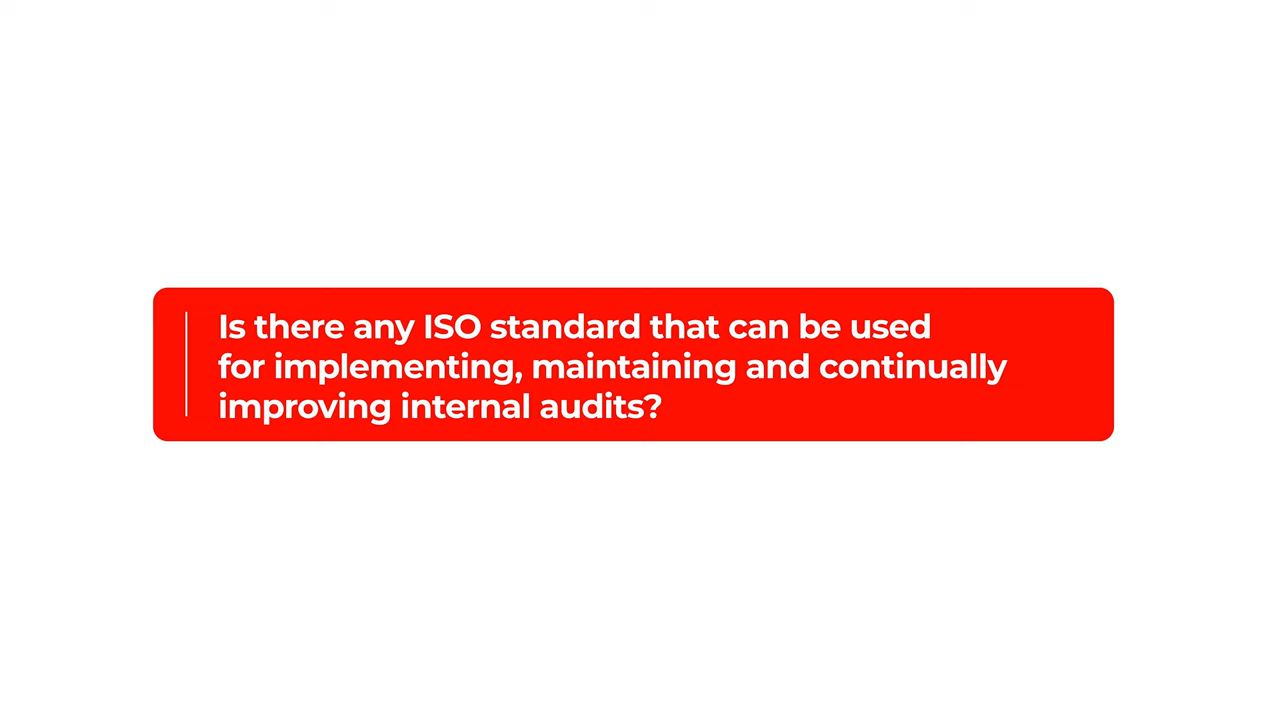 Is there any ISO standard that can be used
for implementing, maintaining and continually
improving internal audits?